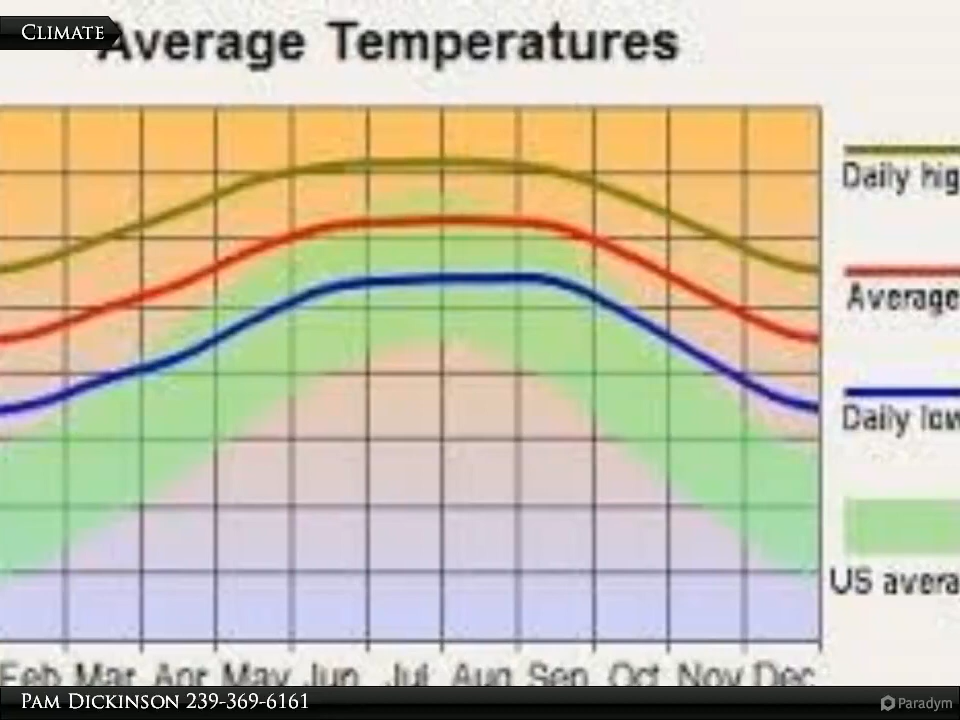 CLIMATE
Average Temperatures
Daily hig
Average
Daily low
US avera
Feb Mar Apr May Jun Jul Aug Sep Oct Nov Dec
PAM DICKINSON 239-369-6161
Paradym